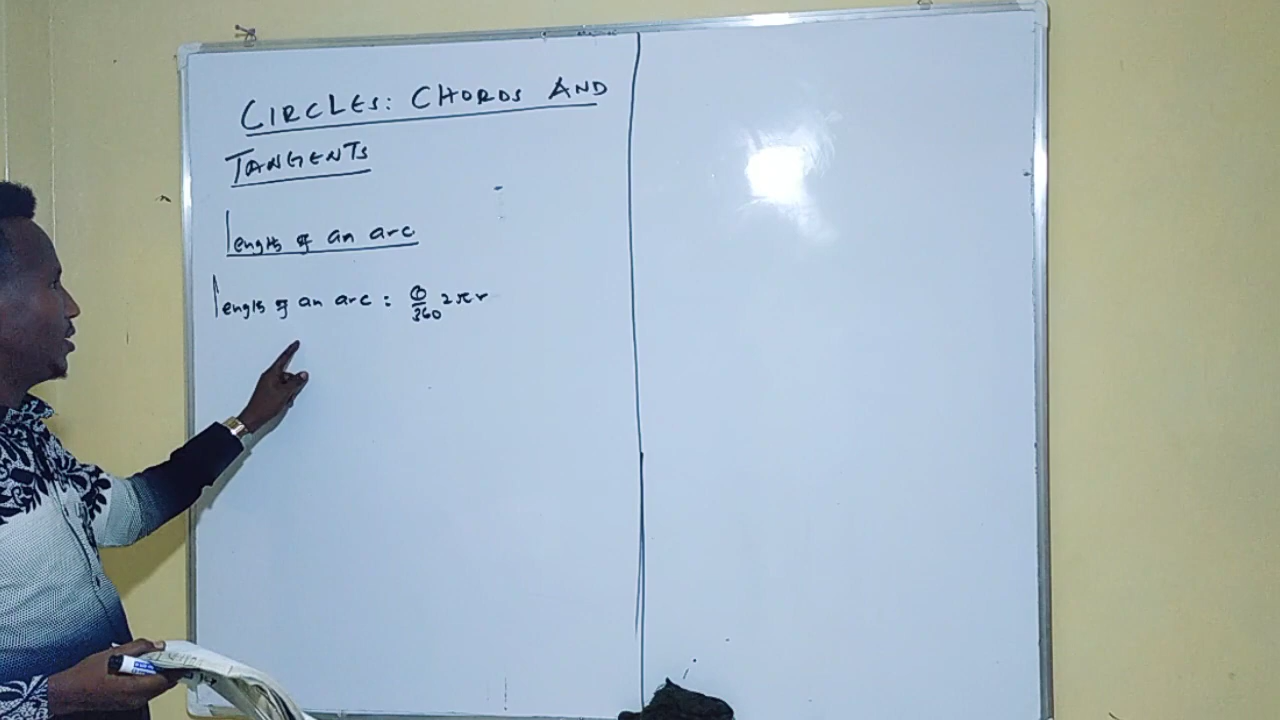 CIRCLES: CHORDS AND
TANGENTS
length of an arc
length of an arc = θ/360 2πr